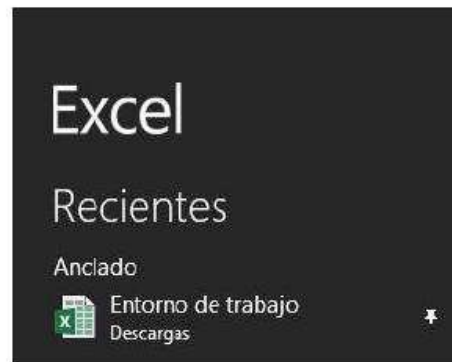 Excel
Recientes
Anclado
Entorno de trabajo
Descargas